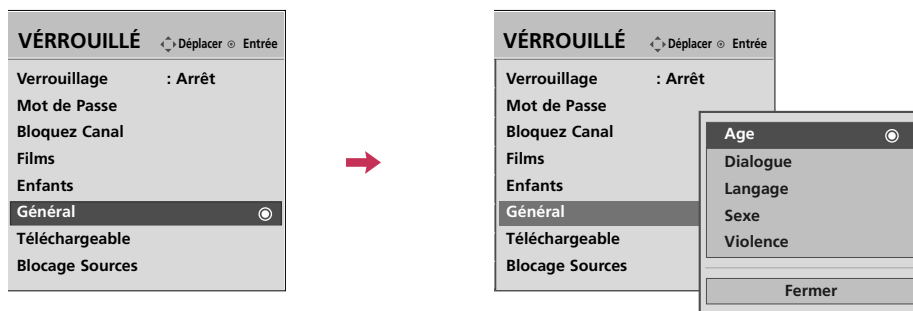 VÉRROUILLÉ Déplacer Entrée
Verrouillage : Arrêt
Mot de Passe
Bloquez Canal
Films
Enfants
Général
Téléchargeable
Blocage Sources
VÉRROUILLÉ Déplacer Entrée
Verrouillage : Arrêt
Mot de Passe
Bloquez Canal
Films
Enfants
Général
Téléchargeable
Blocage Sources
Age
Dialogue
Langage
Sexe
Violence
Fermer